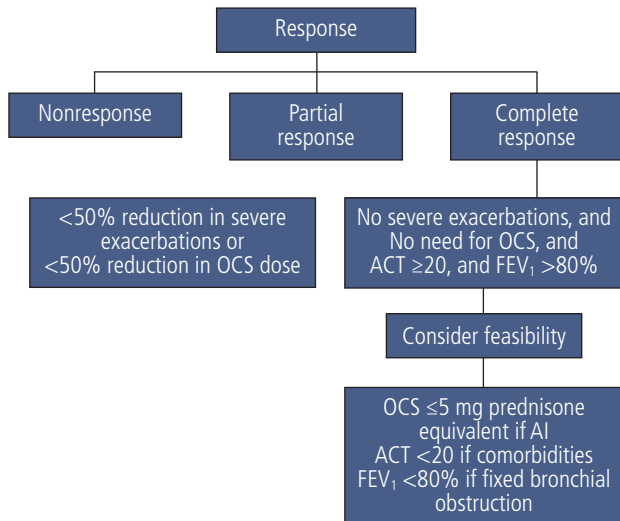 Response
Nonresponse
Partial
response
Complete
response
<50% reduction in severe
exacerbations or
<50% reduction in OCS dose
No severe exacerbations, and
No need for OCS, and
ACT ≥20, and FEV₁ >80%
Consider feasibility
OCS ≤5 mg prednisone
equivalent if AI
ACT <20 if comorbidities
FEV₁ <80% if fixed bronchial
obstruction